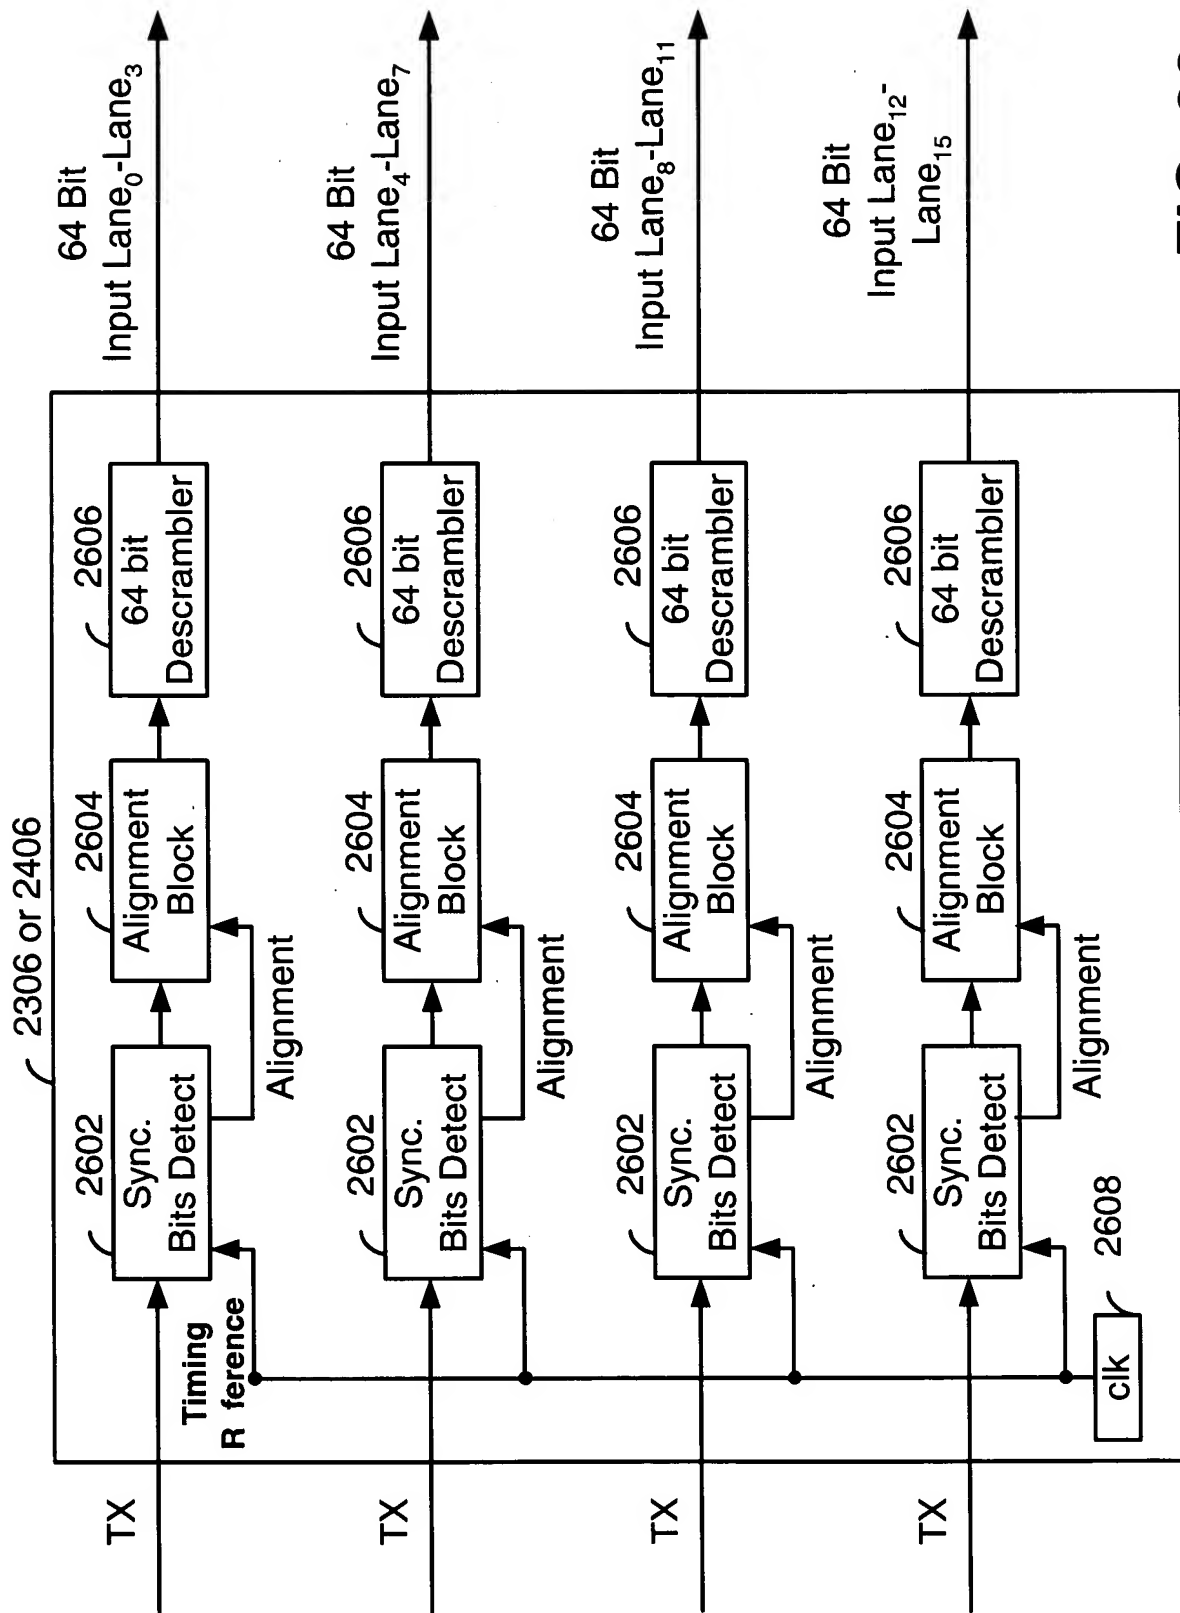 2306 or 2406
TX
Timing
R ference
2602
Sync.
Bits Detect
Alignment
2604
Alignment
Block
2606
64 bit
Descrambler
64 Bit
Input Lane₀-Lane₃
TX
2602
Sync.
Bits Detect
Alignment
2604
Alignment
Block
2606
64 bit
Descrambler
64 Bit
Input Lane₄-Lane₇
TX
2602
Sync.
Bits Detect
Alignment
2604
Alignment
Block
2606
64 bit
Descrambler
64 Bit
Input Lane₈-Lane₁₁
TX
2602
Sync.
Bits Detect
Alignment
2604
Alignment
Block
2606
64 bit
Descrambler
64 Bit
Input Lane₁₂-
Lane₁₅
clk
2608